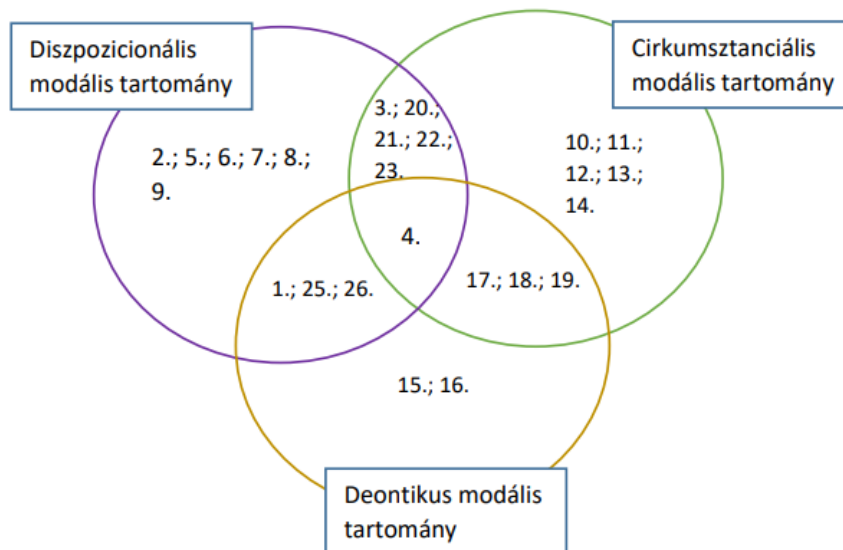 Diszpozicionális
modális tartomány
Cirkumsztanciális
modális tartomány
3.; 20.;
21.; 22.;
23.
2.; 5.; 6.; 7.; 8.;
9.
10.; 11.;
12.; 13.;
14.
4.
1.; 25.; 26.
17.; 18.; 19.
15.; 16.
Deontikus modális
tartomány